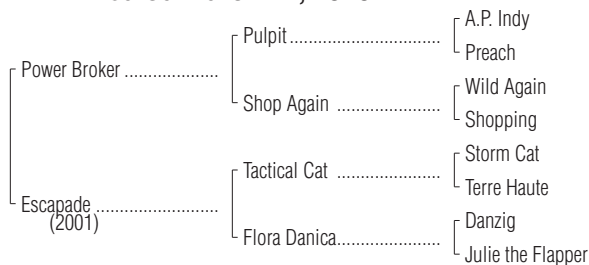 A.P. Indy
Pulpit................................
Preach
Power Broker ....................
Wild Again
Shop Again ......................
Shopping
Storm Cat
Tactical Cat ......................
Terre Haute
Escapade ..........................
(2001)
Danzig
Flora Danica......................
Julie the Flapper